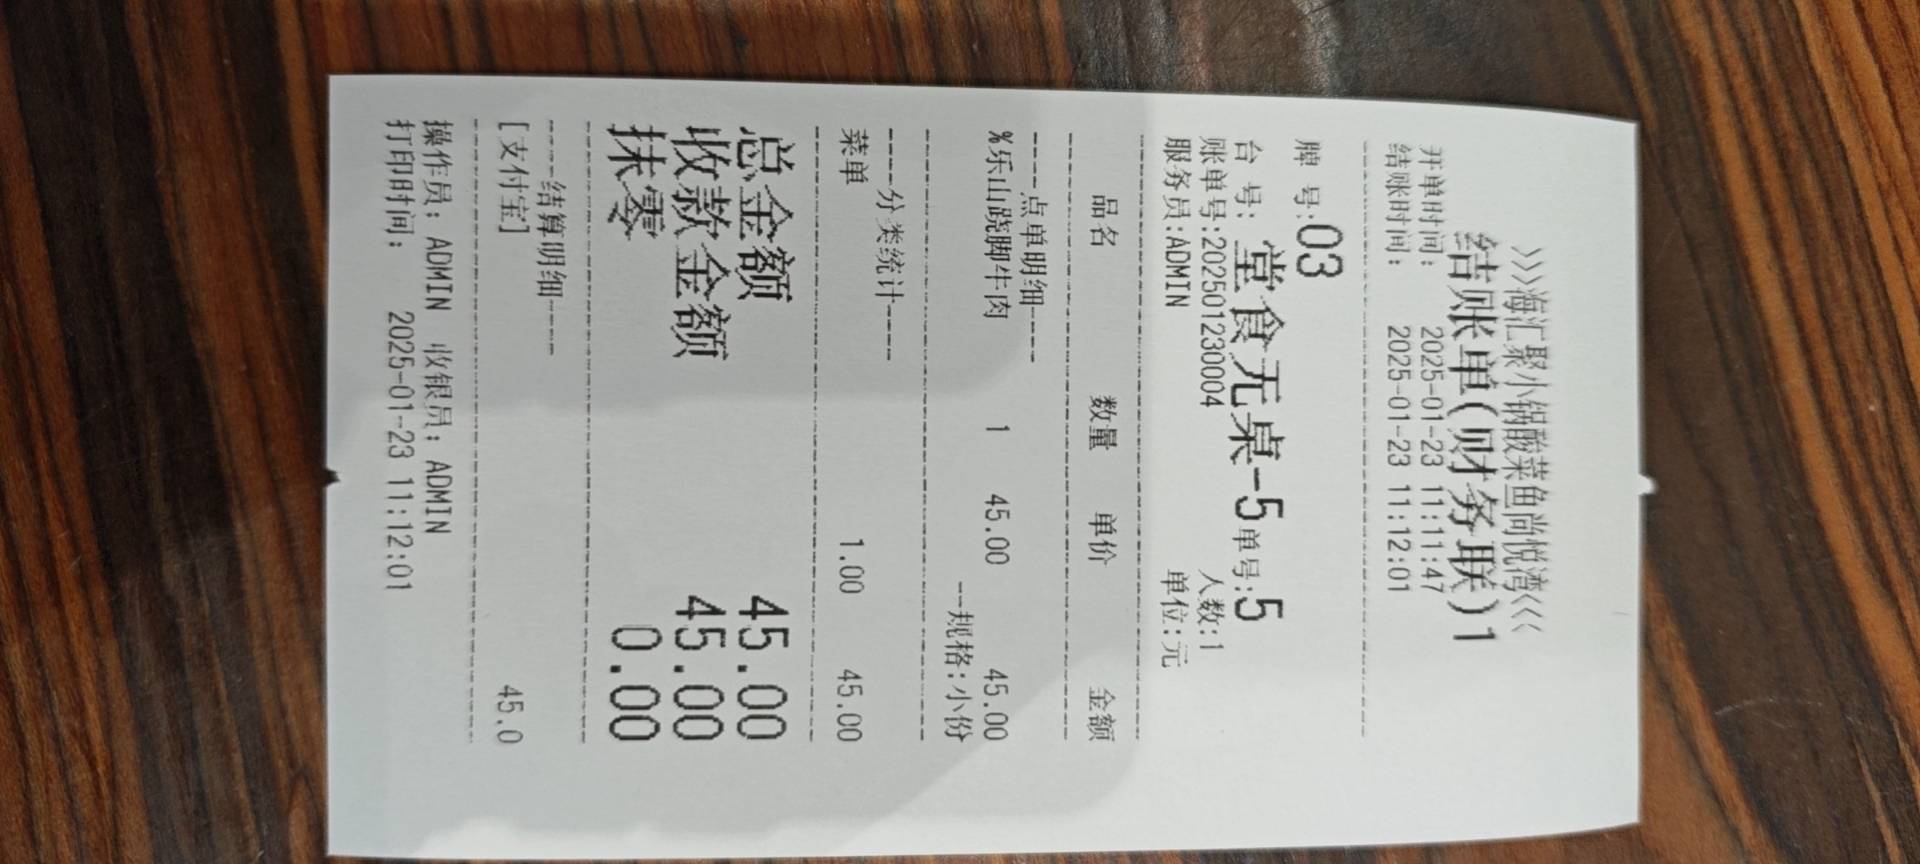 >>>海汇聚小锅酸菜鱼尚悦湾<<<
结账单(财务联)1
开单时间: 2025-01-23 11:11:47
结账时间: 2025-01-23 11:12:01
牌 号:03
台 号: 堂食无桌-5单号:5
账单号:202501230004 人数:1
服务员:ADMIN 单位:元
品名 数量 单价 金额
----点单明细----
%乐山跷脚牛肉 1 45.00 45.00
--规格:小份
----分类统计----
菜单 1.00 45.00
总金额 45.00
收款金额 45.00
抹零 0.00
----结算明细----
[支付宝] 45.0
操作员: ADMIN 收银员: ADMIN
打印时间: 2025-01-23 11:12:01